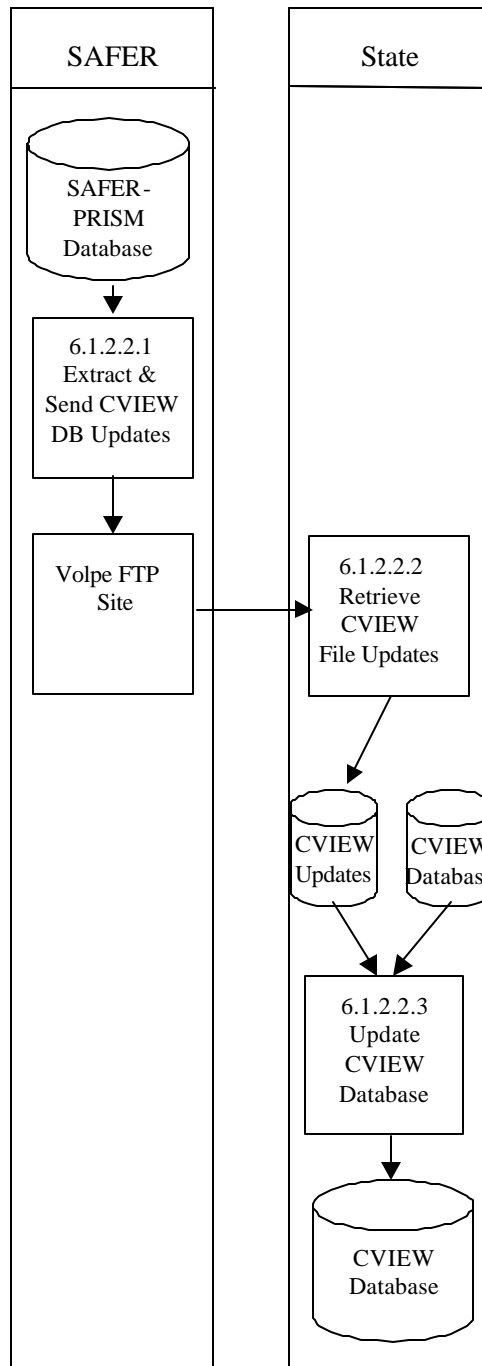 SAFER
State
SAFER-
PRISM
Database
6.1.2.2.1
Extract &
Send CVIEW
DB Updates
Volpe FTP
Site
6.1.2.2.2
Retrieve
CVIEW
File Updates
CVIEW
Updates
CVIEW
Database
6.1.2.2.3
Update
CVIEW
Database
CVIEW
Database